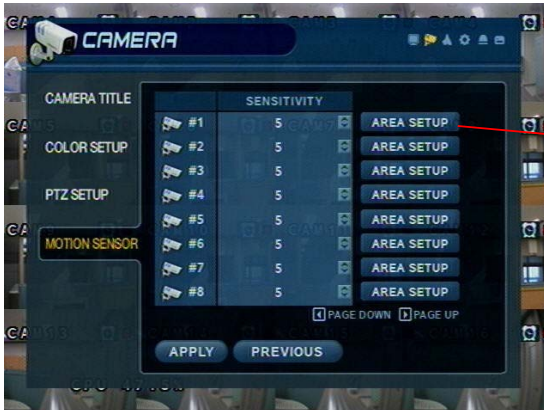 CAMERA
CAMERA TITLE
COLOR SETUP
PTZ SETUP
MOTION SENSOR
SENSITIVITY
#1 5 AREA SETUP
#2 5 AREA SETUP
#3 5 AREA SETUP
#4 5 AREA SETUP
#5 5 AREA SETUP
#6 5 AREA SETUP
#7 5 AREA SETUP
#8 5 AREA SETUP
PAGE DOWN PAGE UP
APPLY PREVIOUS